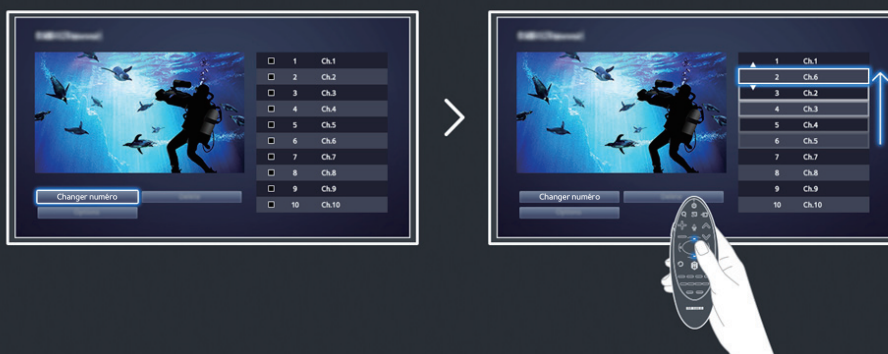 1 Ch.1
2 Ch.2
3 Ch.3
4 Ch.4
5 Ch.5
6 Ch.6
7 Ch.7
8 Ch.8
9 Ch.9
10 Ch.10
Changer numéro
1 Ch.1
2 Ch.6
3 Ch.2
4 Ch.3
5 Ch.4
6 Ch.5
7 Ch.7
8 Ch.8
9 Ch.9
10 Ch.10
Changer numéro